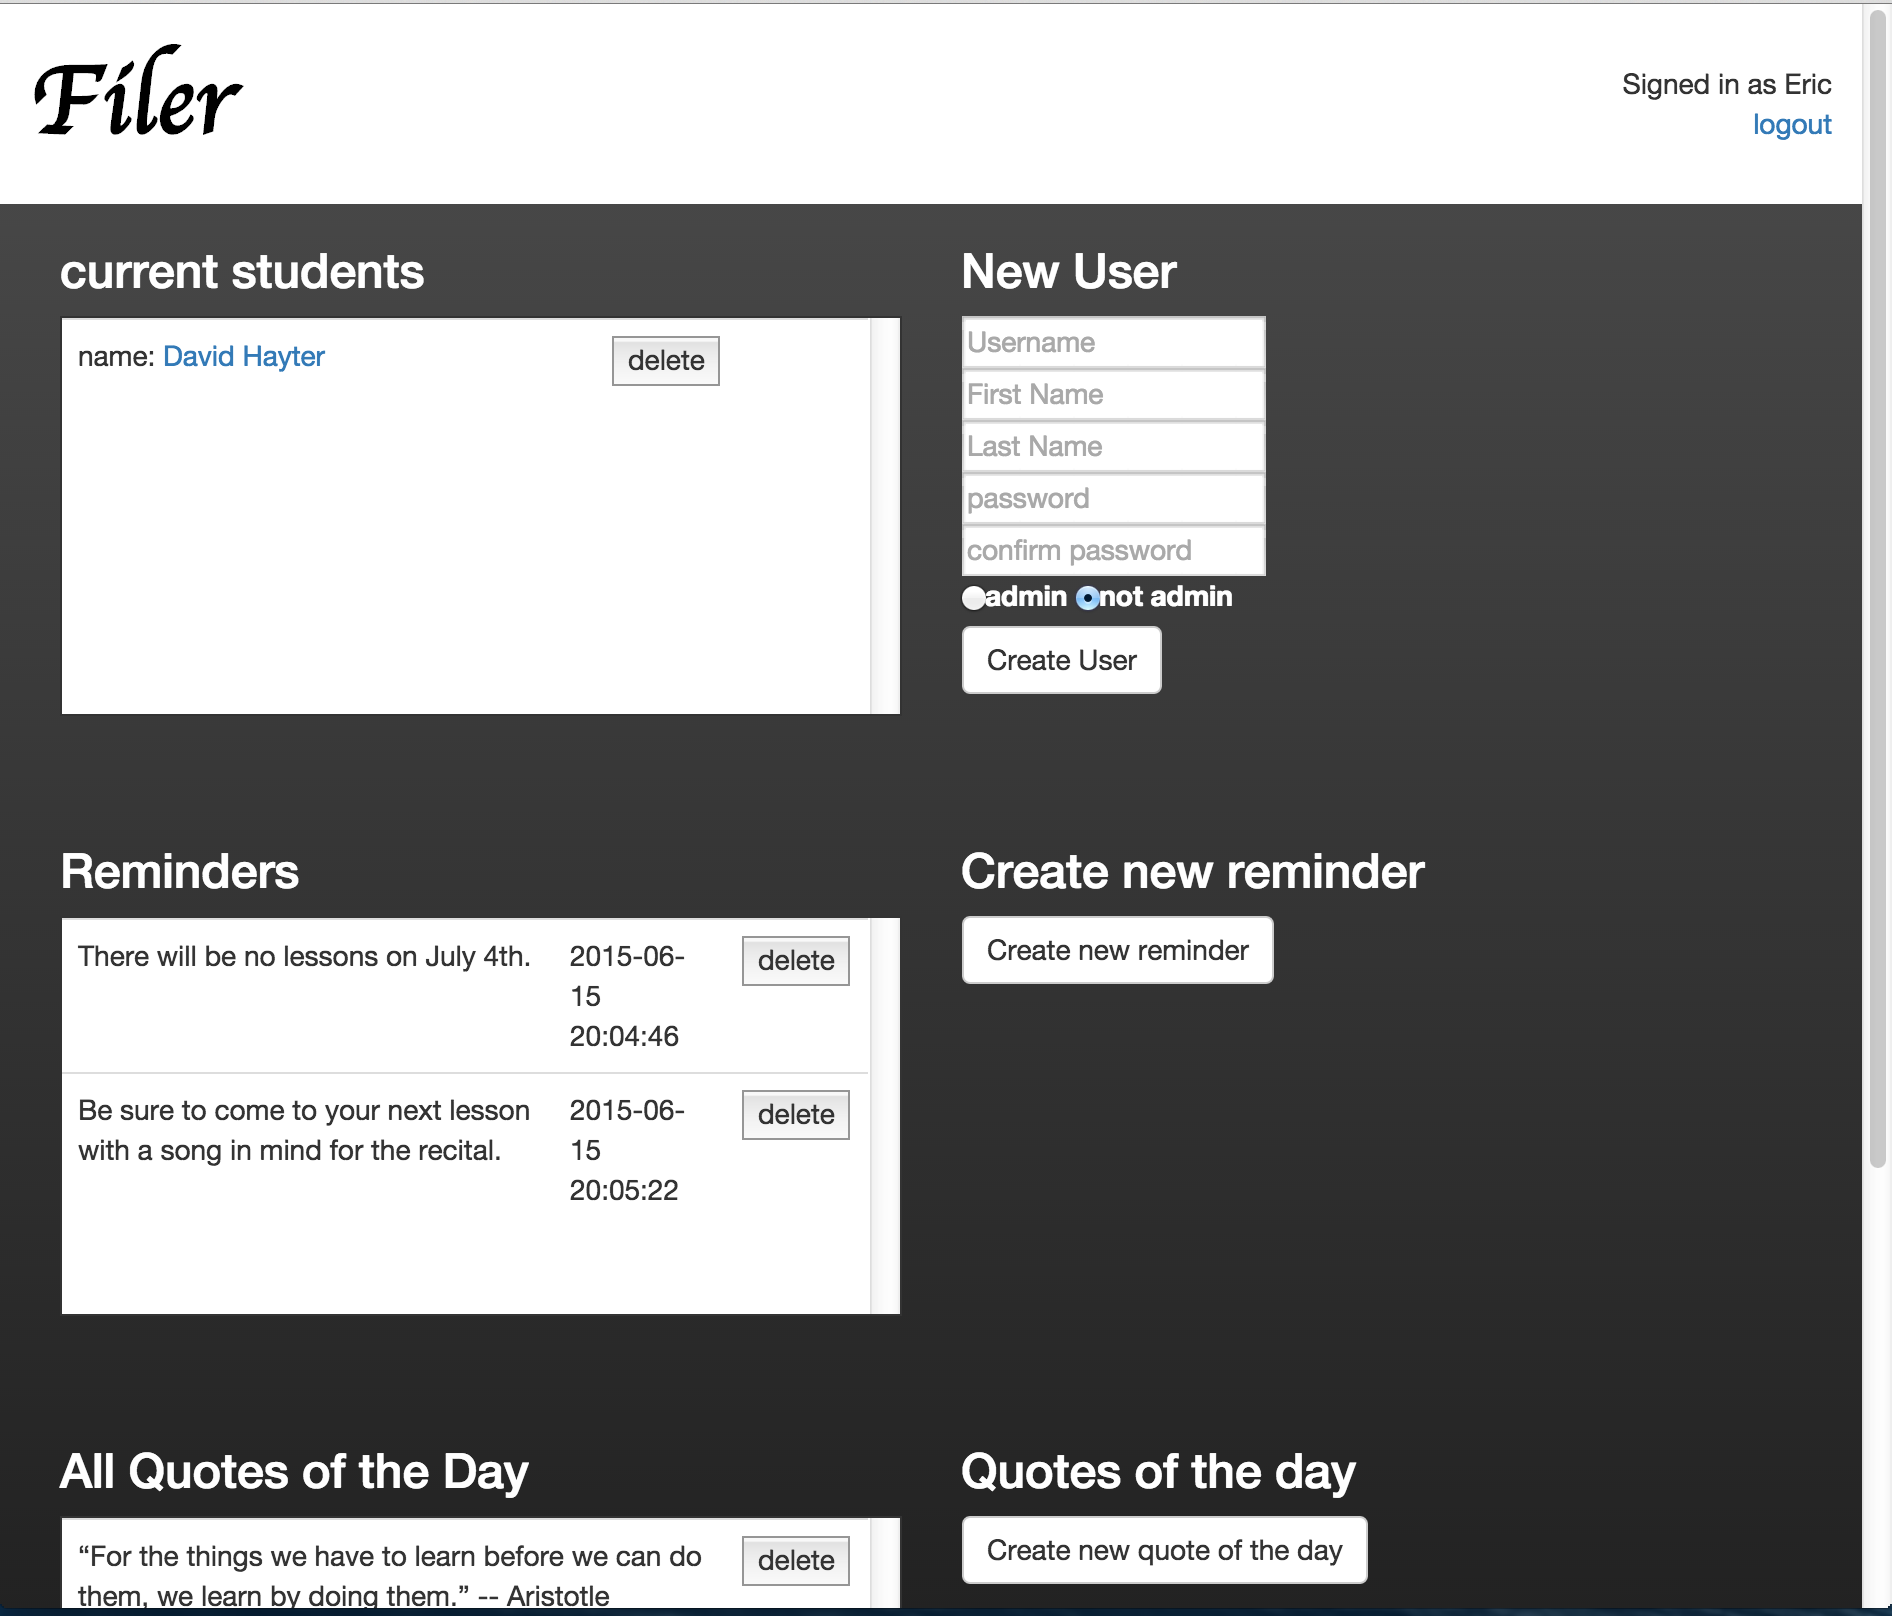 Filer
Signed in as Eric
logout
current students
name: David Hayter
delete
New User
Username
First Name
Last Name
password
confirm password
admin not admin
Create User
Reminders
There will be no lessons on July 4th.
2015-06-
15
20:04:46
delete
Be sure to come to your next lesson
with a song in mind for the recital.
2015-06-
15
20:05:22
delete
Create new reminder
Create new reminder
All Quotes of the Day
“For the things we have to learn before we can do
them, we learn by doing them.” -- Aristotle
delete
Quotes of the day
Create new quote of the day